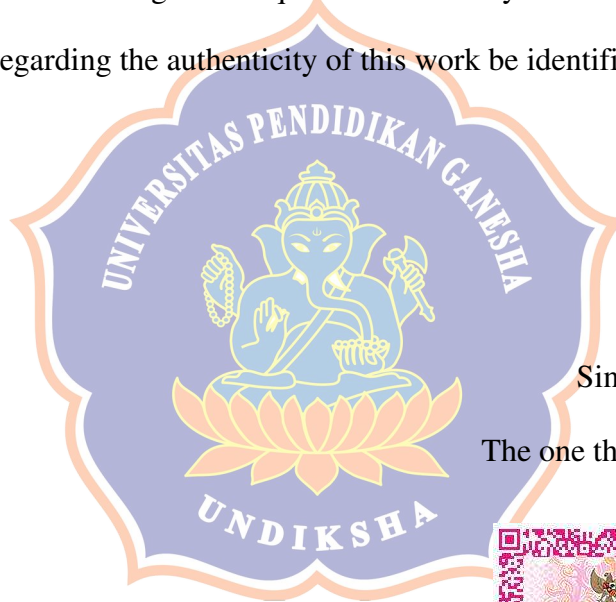 egarding the authenticity of this work be identifi
UNIVERSITAS PENDIDIKAN GANESHA
Sin
The one th
UNDIKSHA